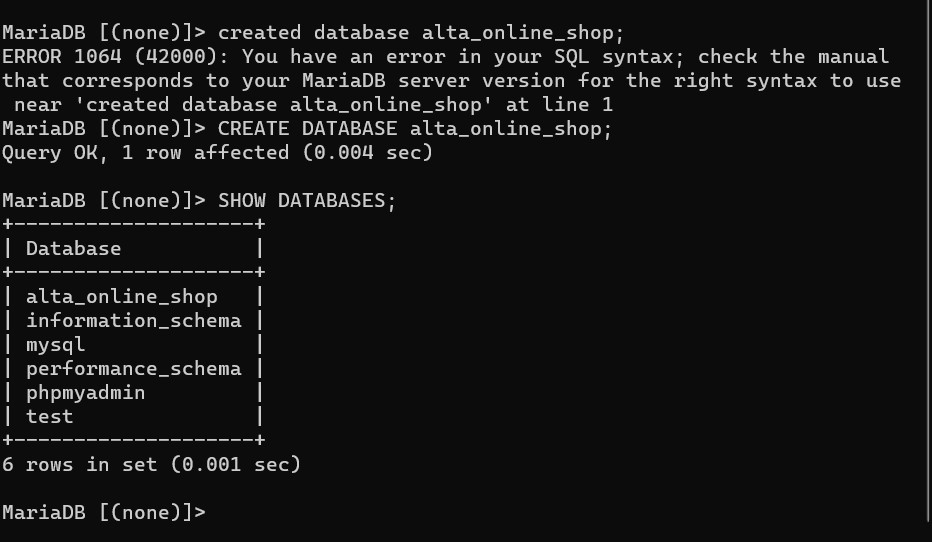 MariaDB [(none)]> created database alta_online_shop;
ERROR 1064 (42000): You have an error in your SQL syntax; check the manual
that corresponds to your MariaDB server version for the right syntax to use
 near 'created database alta_online_shop' at line 1
MariaDB [(none)]> CREATE DATABASE alta_online_shop;
Query OK, 1 row affected (0.004 sec)

MariaDB [(none)]> SHOW DATABASES;
+--------------------+
| Database           |
+--------------------+
| alta_online_shop   |
| information_schema |
| mysql              |
| performance_schema |
| phpmyadmin         |
| test               |
+--------------------+
6 rows in set (0.001 sec)

MariaDB [(none)]>